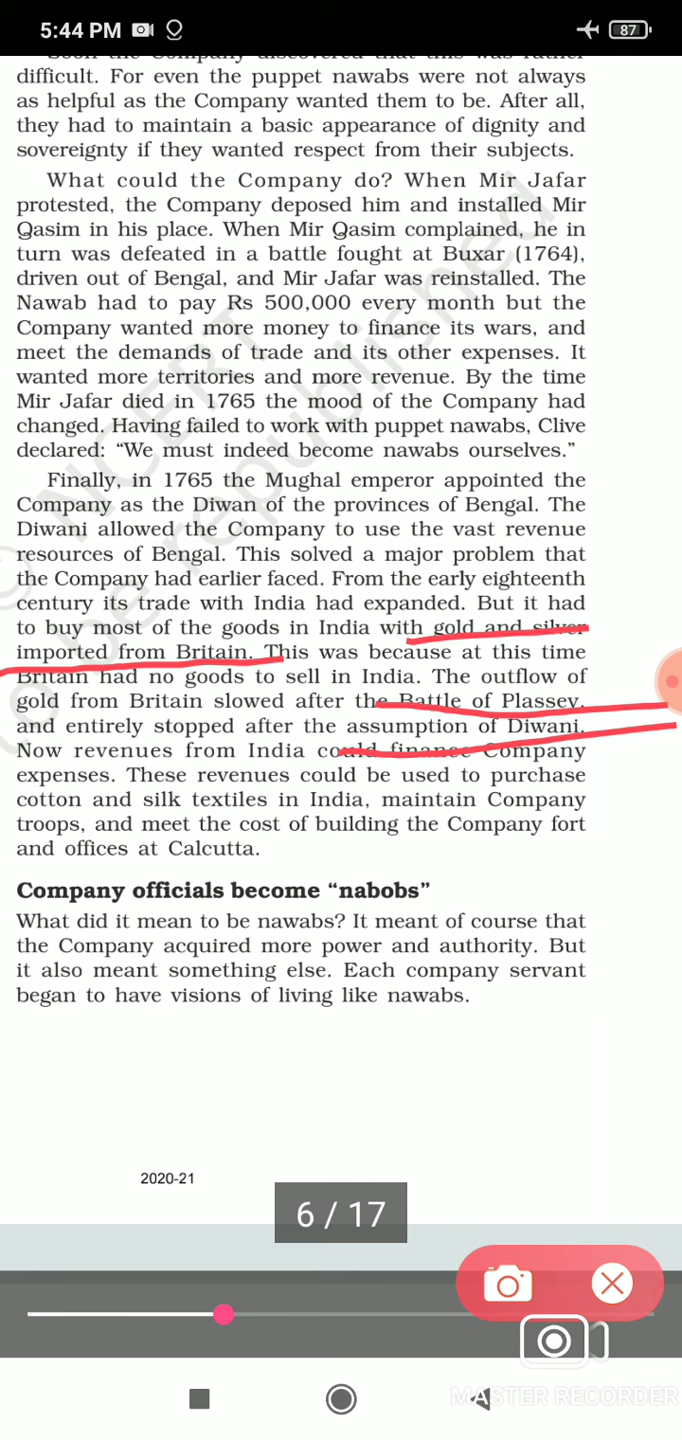 5:44 PM
87
Soon the Company discovered that this was rather
difficult. For even the puppet nawabs were not always
as helpful as the Company wanted them to be. After all,
they had to maintain a basic appearance of dignity and
sovereignty if they wanted respect from their subjects.
What could the Company do? When Mir Jafar
protested, the Company deposed him and installed Mir
Qasim in his place. When Mir Qasim complained, he in
turn was defeated in a battle fought at Buxar (1764),
driven out of Bengal, and Mir Jafar was reinstalled. The
Nawab had to pay Rs 500,000 every month but the
Company wanted more money to finance its wars, and
meet the demands of trade and its other expenses. It
wanted more territories and more revenue. By the time
Mir Jafar died in 1765 the mood of the Company had
changed. Having failed to work with puppet nawabs, Clive
declared: “We must indeed become nawabs ourselves.”
Finally, in 1765 the Mughal emperor appointed the
Company as the Diwan of the provinces of Bengal. The
Diwani allowed the Company to use the vast revenue
resources of Bengal. This solved a major problem that
the Company had earlier faced. From the early eighteenth
century its trade with India had expanded. But it had
to buy most of the goods in India with gold and silver
imported from Britain. This was because at this time
Britain had no goods to sell in India. The outflow of
gold from Britain slowed after the Battle of Plassey,
and entirely stopped after the assumption of Diwani.
Now revenues from India could finance Company
expenses. These revenues could be used to purchase
cotton and silk textiles in India, maintain Company
troops, and meet the cost of building the Company fort
and offices at Calcutta.
Company officials become “nabobs”
What did it mean to be nawabs? It meant of course that
the Company acquired more power and authority. But
it also meant something else. Each company servant
began to have visions of living like nawabs.
© NCERT
to be republished
2020-21
6 / 17
MASTER RECORDER